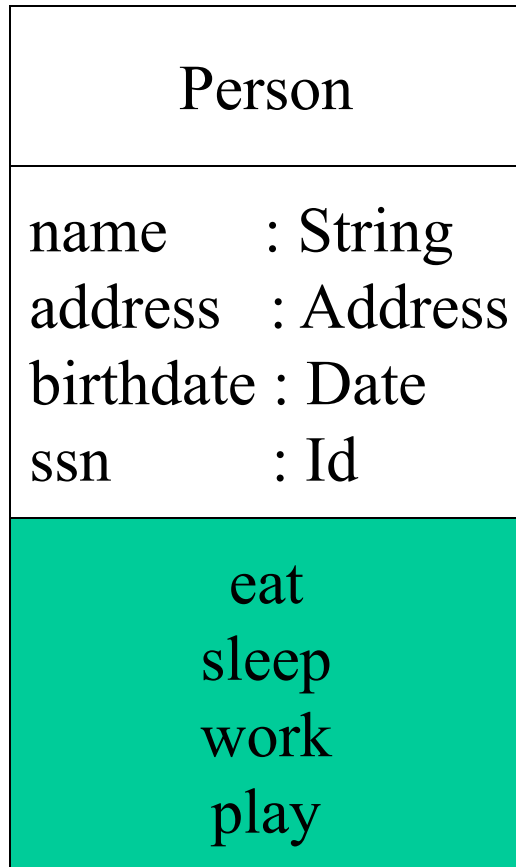 Person
name : String
address : Address
birthdate : Date
ssn : Id
eat
sleep
work
play